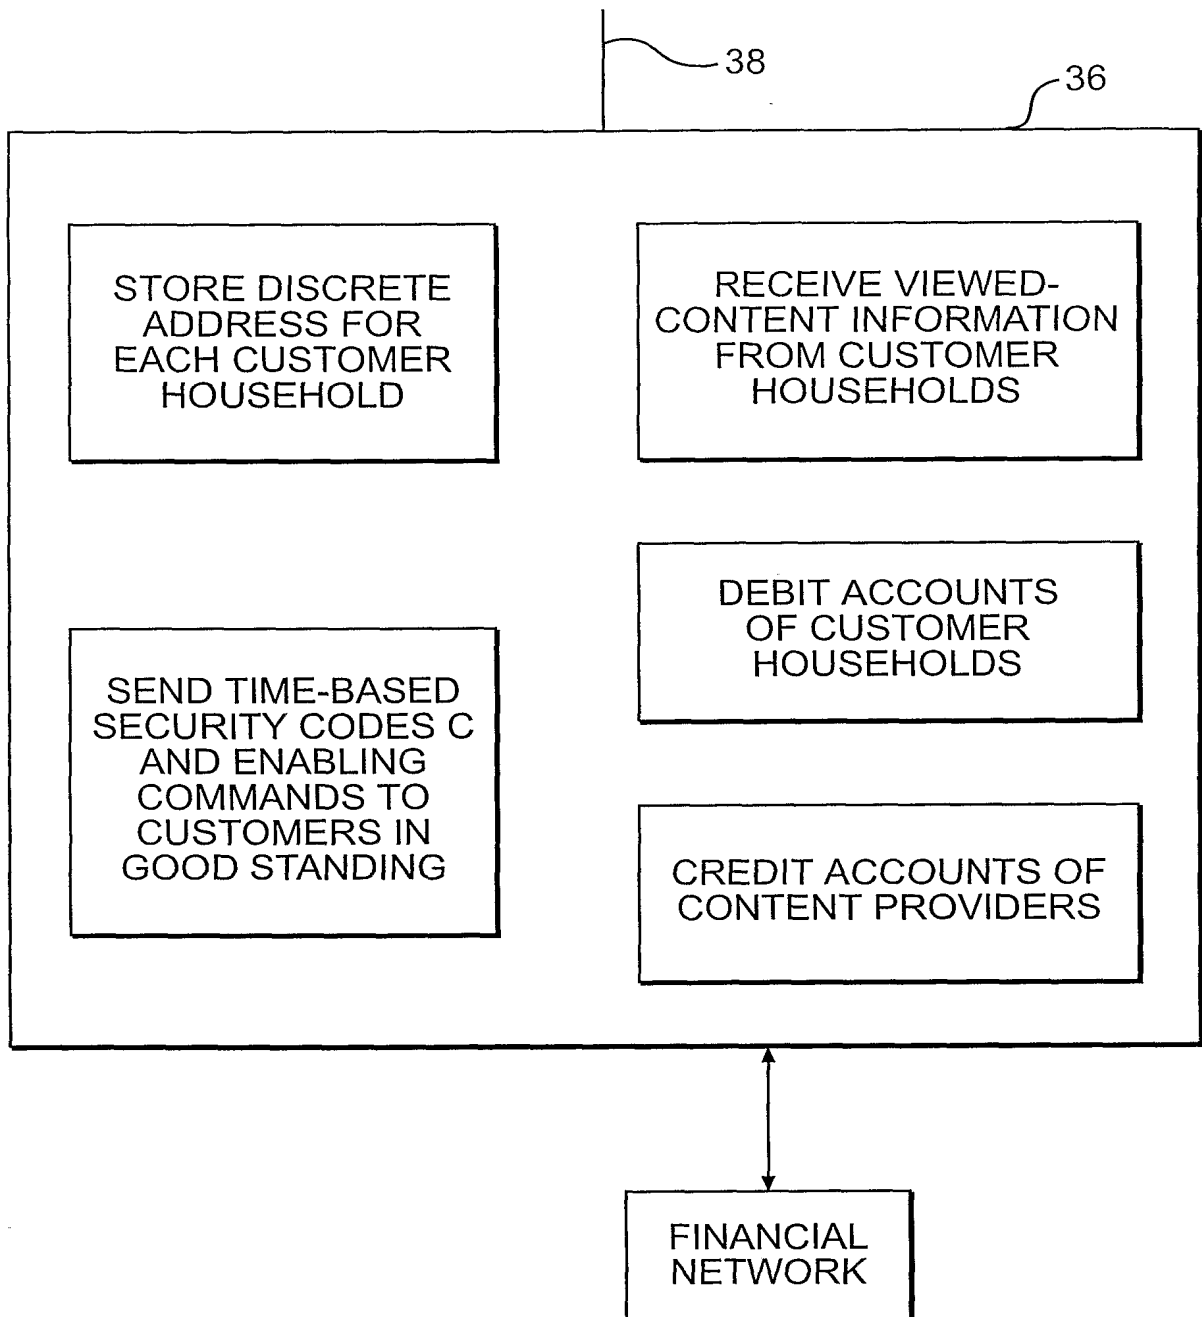 38
36
STORE DISCRETE
ADDRESS FOR
EACH CUSTOMER
HOUSEHOLD
RECEIVE VIEWED-
CONTENT INFORMATION
FROM CUSTOMER
HOUSEHOLDS
SEND TIME-BASED
SECURITY CODES C
AND ENABLING
COMMANDS TO
CUSTOMERS IN
GOOD STANDING
DEBIT ACCOUNTS
OF CUSTOMER
HOUSEHOLDS
CREDIT ACCOUNTS OF
CONTENT PROVIDERS
FINANCIAL
NETWORK